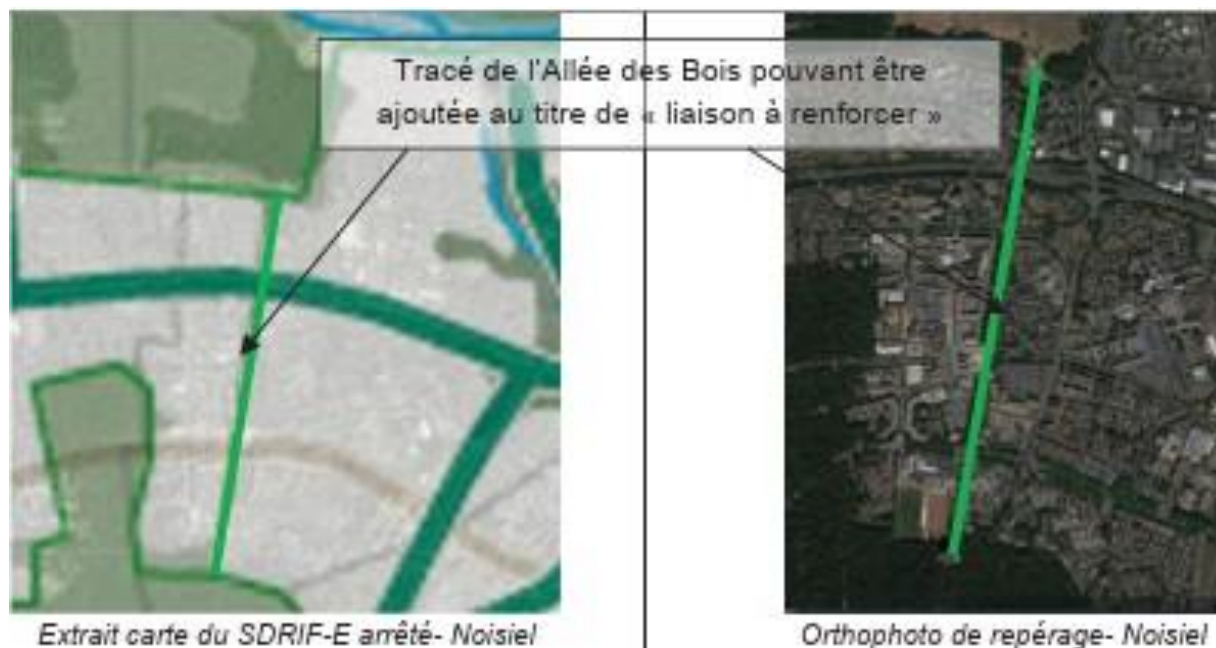 Tracé de l'Allée des Bois pouvant être
ajoutée au titre de « liaison à renforcer »
Extrait carte du SDRIF-E arrêté- Noisiel
Orthophoto de repérage- Noisiel